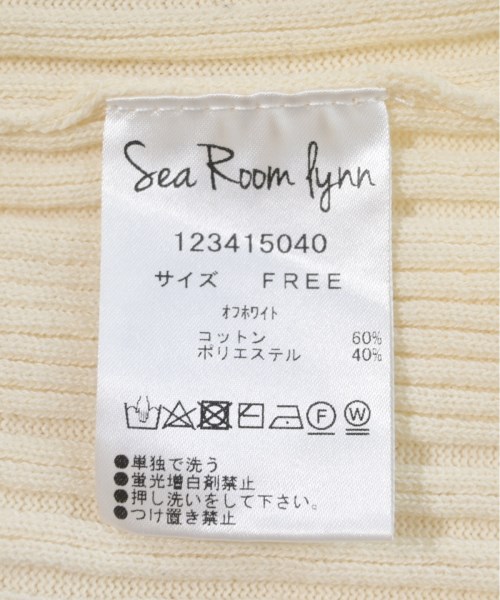 Sea Room lynn
123415040
サイズ FREE
オフホワイト
コットン 60%
ポリエステル 40%
F W
●単独で洗う
●蛍光増白剤禁止
●押し洗いをして下さい。
●つけ置き禁止